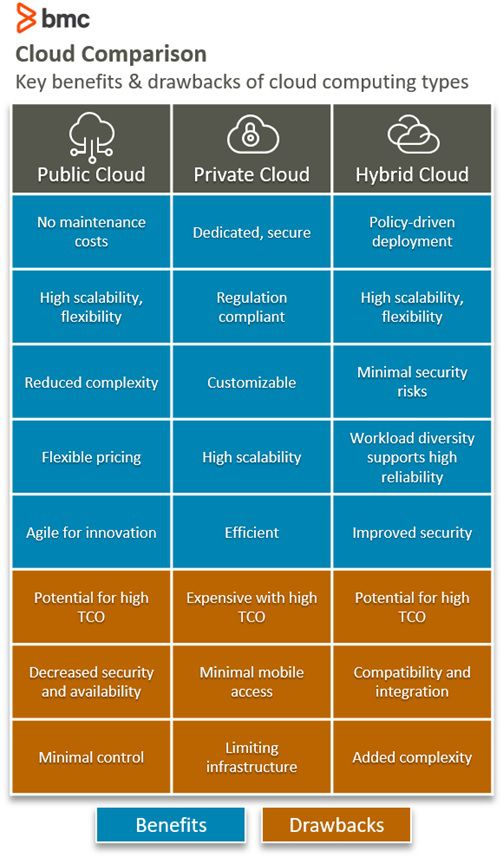 bmc
Cloud Comparison
Key benefits & drawbacks of cloud computing types
Public Cloud
Private Cloud
Hybrid Cloud
No maintenance
costs
Dedicated, secure
Policy-driven
deployment
High scalability,
flexibility
Regulation
compliant
High scalability,
flexibility
Reduced complexity
Customizable
Minimal security
risks
Flexible pricing
High scalability
Workload diversity
supports high
reliability
Agile for innovation
Efficient
Improved security
Potential for high
TCO
Expensive with high
TCO
Potential for high
TCO
Decreased security
and availability
Minimal mobile
access
Compatibility and
integration
Minimal control
Limiting
infrastructure
Added complexity
Benefits
Drawbacks